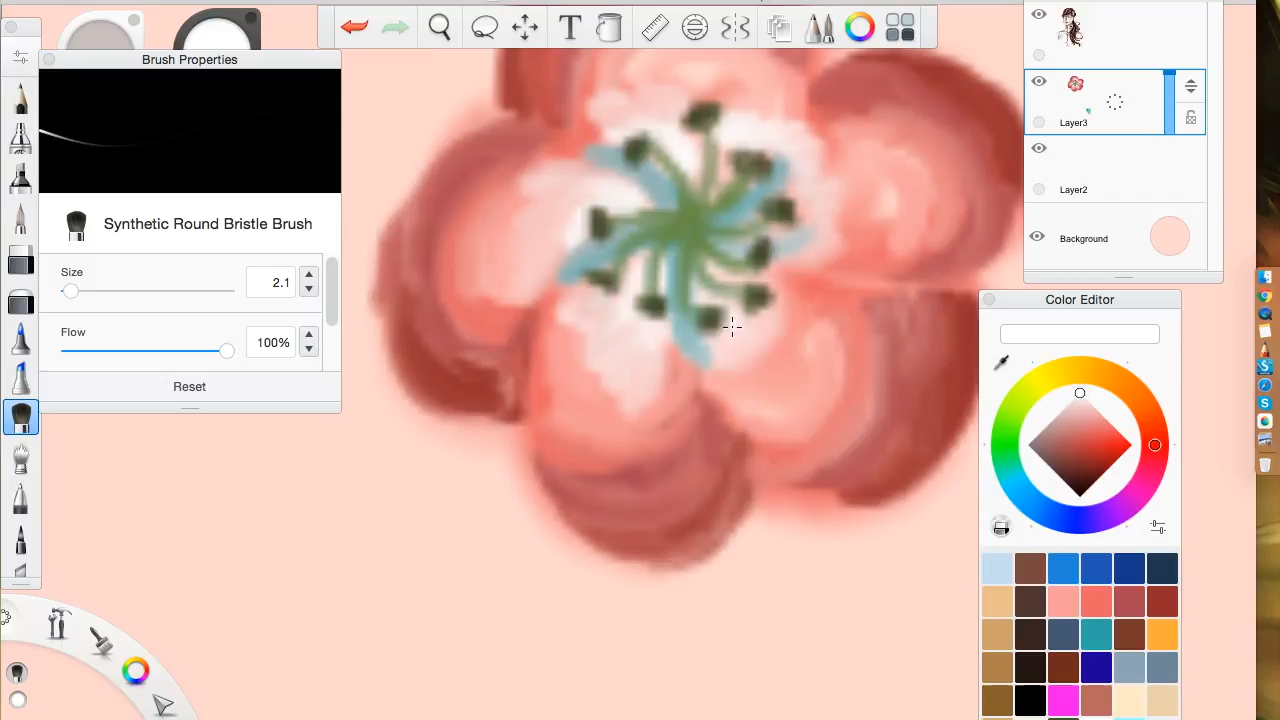 T
Brush Properties
Synthetic Round Bristle Brush
Size
2.1
Flow
100%
Reset
Layer3
Layer2
Background
Color Editor